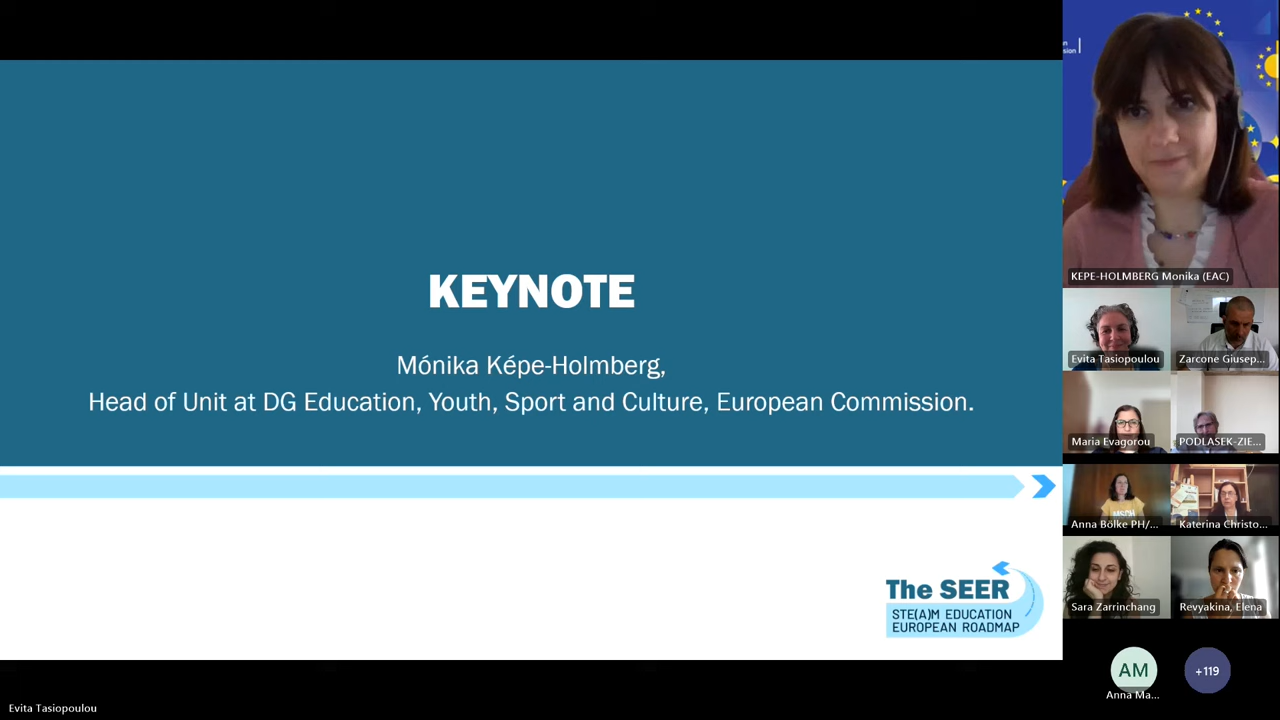 KEYNOTE
Mónika Képe-Holmberg,
Head of Unit at DG Education, Youth, Sport and Culture, European Commission.
The SEER
STE(A)M EDUCATION
EUROPEAN ROADMAP
KEPE-HOLMBERG Monika (EAC)
Evita Tasiopoulou
Zarcone Giusep...
Maria Evagorou
PODLASEK-ZIE...
Anna Bölke PH/...
Katerina Christo...
Sara Zarrinchang
Revyakina, Elena
AM
Anna Ma...
+119
Evita Tasiopoulou